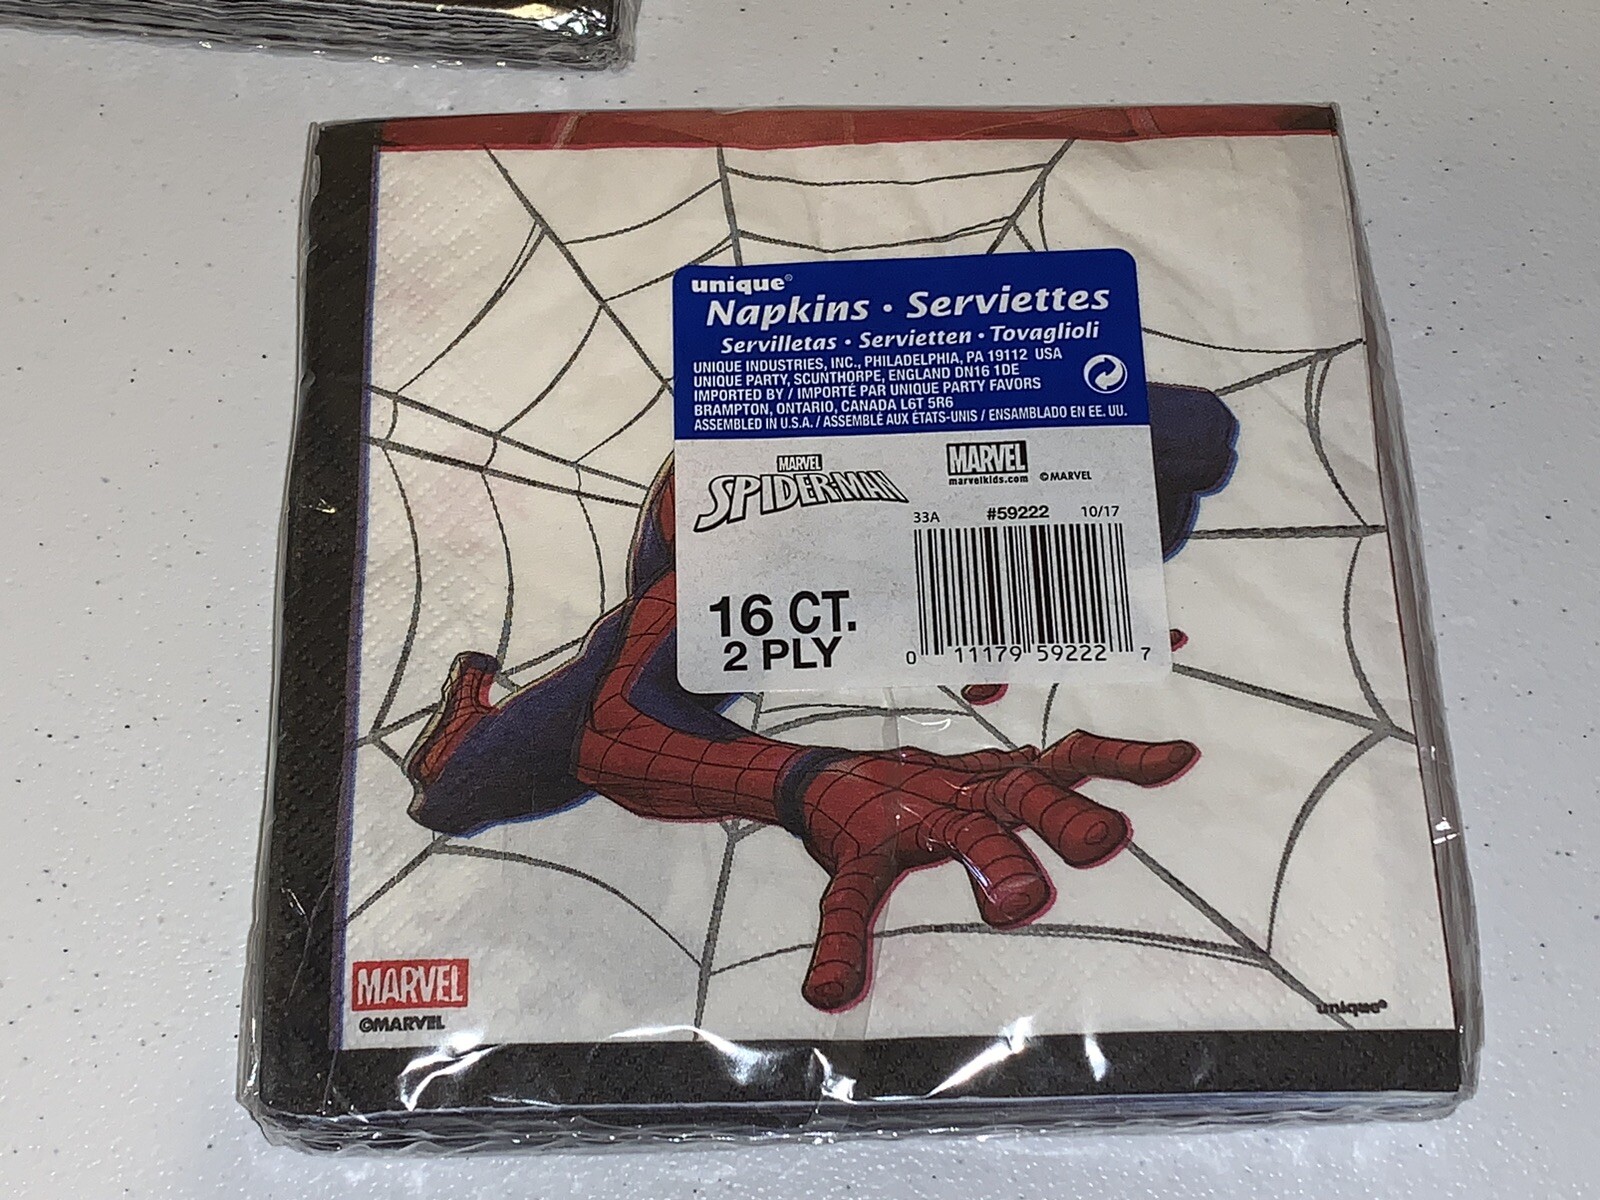 unique®
Napkins • Serviettes
Servilletas • Servietten • Tovaglioli
UNIQUE INDUSTRIES, INC., PHILADELPHIA, PA 19112 USA
UNIQUE PARTY, SCUNTHORPE, ENGLAND DN16 1DE
IMPORTED BY / IMPORTÉ PAR UNIQUE PARTY FAVORS
BRAMPTON, ONTARIO, CANADA L6T 5R6
ASSEMBLED IN U.S.A. / ASSEMBLÉ AUX ÉTATS-UNIS / ENSAMBLADO EN EE. UU.
MARVEL
SPIDER-MAN
MARVEL
marvelkids.com ©MARVEL
33A #59222 10/17
16 CT.
2 PLY
0 11179 59222 7
MARVEL
©MARVEL
unique®